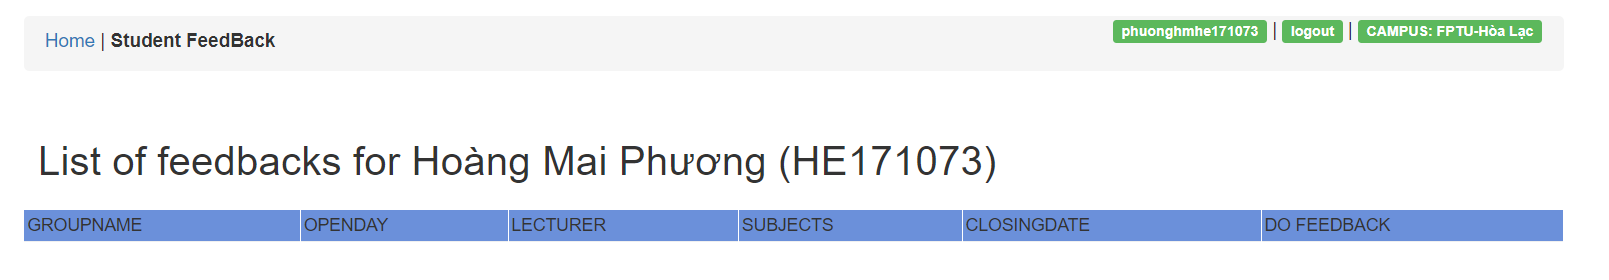 Home | Student FeedBack
phuonghmhe171073 | logout | CAMPUS: FPTU-Hòa Lạc
List of feedbacks for Hoàng Mai Phương (HE171073)
GROUPNAME OPENDAY LECTURER SUBJECTS CLOSINGDATE DO FEEDBACK